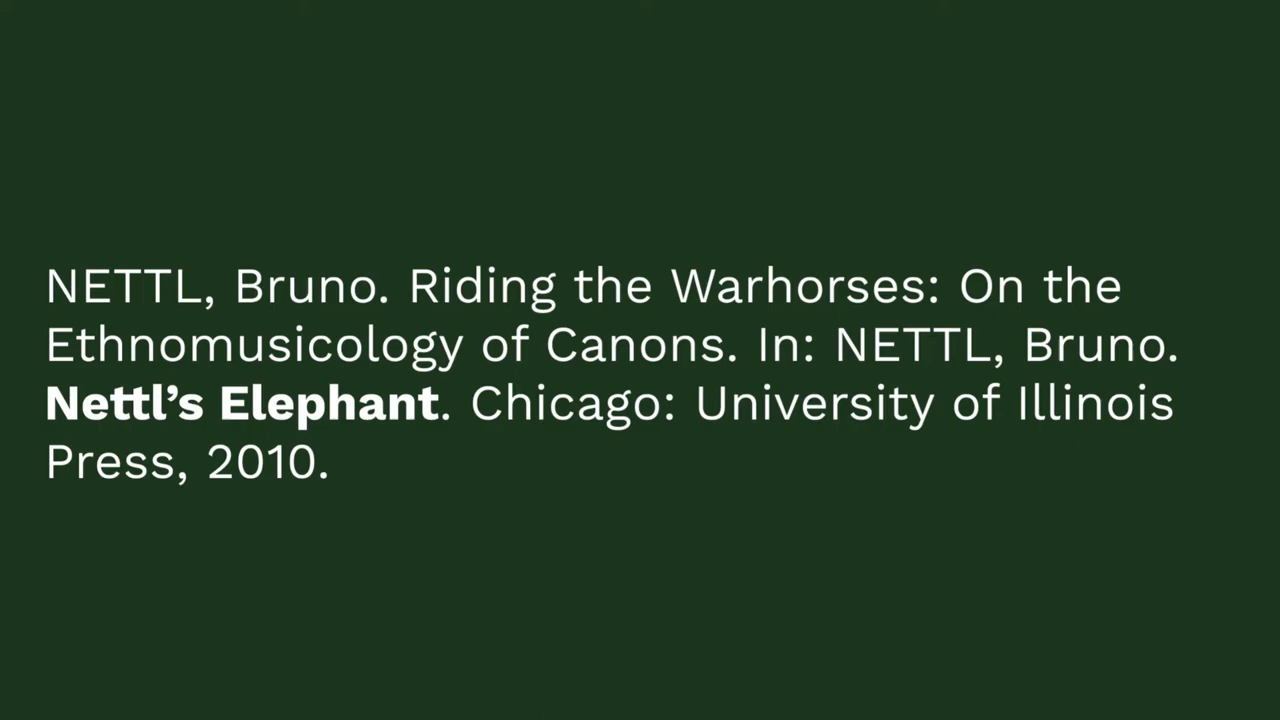 NETTL, Bruno. Riding the Warhorses: On the
Ethnomusicology of Canons. In: NETTL, Bruno.
Nettl’s Elephant. Chicago: University of Illinois
Press, 2010.